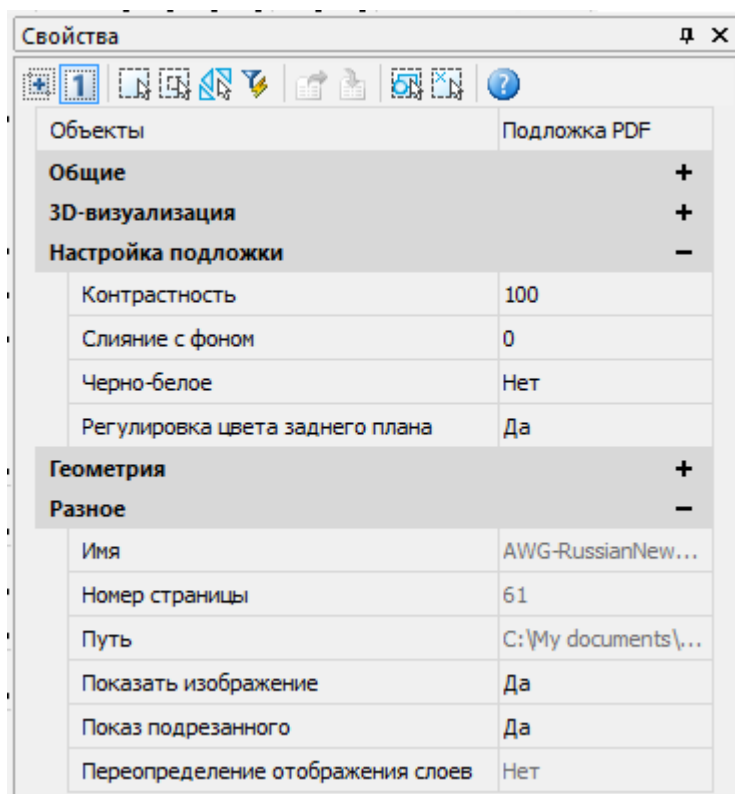 Свойства
1
Объекты Подложка PDF
Общие +
3D-визуализация +
Настройка подложки −
Контрастность 100
Слияние с фоном 0
Черно-белое Нет
Регулировка цвета заднего плана Да
Геометрия +
Разное −
Имя AWG-RussianNew...
Номер страницы 61
Путь C:\My documents\...
Показать изображение Да
Показ подрезанного Да
Переопределение отображения слоев Нет